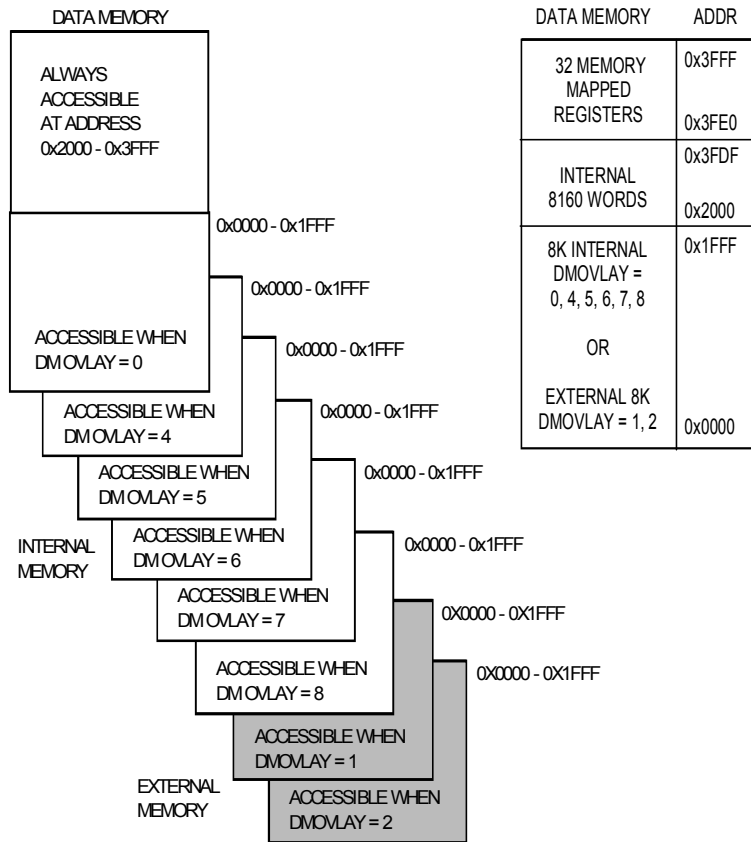 DATA MEMORY
ALWAYS
ACCESSIBLE
AT ADDRESS
0x2000 - 0x3FFF
0x0000 - 0x1FFF
ACCESSIBLE WHEN
DMOVLAY = 0
0x0000 - 0x1FFF
ACCESSIBLE WHEN
DMOVLAY = 4
0x0000 - 0x1FFF
ACCESSIBLE WHEN
DMOVLAY = 5
0x0000 - 0x1FFF
ACCESSIBLE WHEN
DMOVLAY = 6
0x0000 - 0x1FFF
ACCESSIBLE WHEN
DMOVLAY = 7
0x0000 - 0x1FFF
ACCESSIBLE WHEN
DMOVLAY = 8
0X0000 - 0X1FFF
ACCESSIBLE WHEN
DMOVLAY = 1
0X0000 - 0X1FFF
ACCESSIBLE WHEN
DMOVLAY = 2
INTERNAL
MEMORY
EXTERNAL
MEMORY
DATA MEMORY ADDR
32 MEMORY
MAPPED
REGISTERS
0x3FFF
0x3FE0
INTERNAL
8160 WORDS
0x3FDF
0x2000
8K INTERNAL
DMOVLAY =
0, 4, 5, 6, 7, 8
OR
EXTERNAL 8K
DMOVLAY = 1, 2
0x1FFF
0x0000